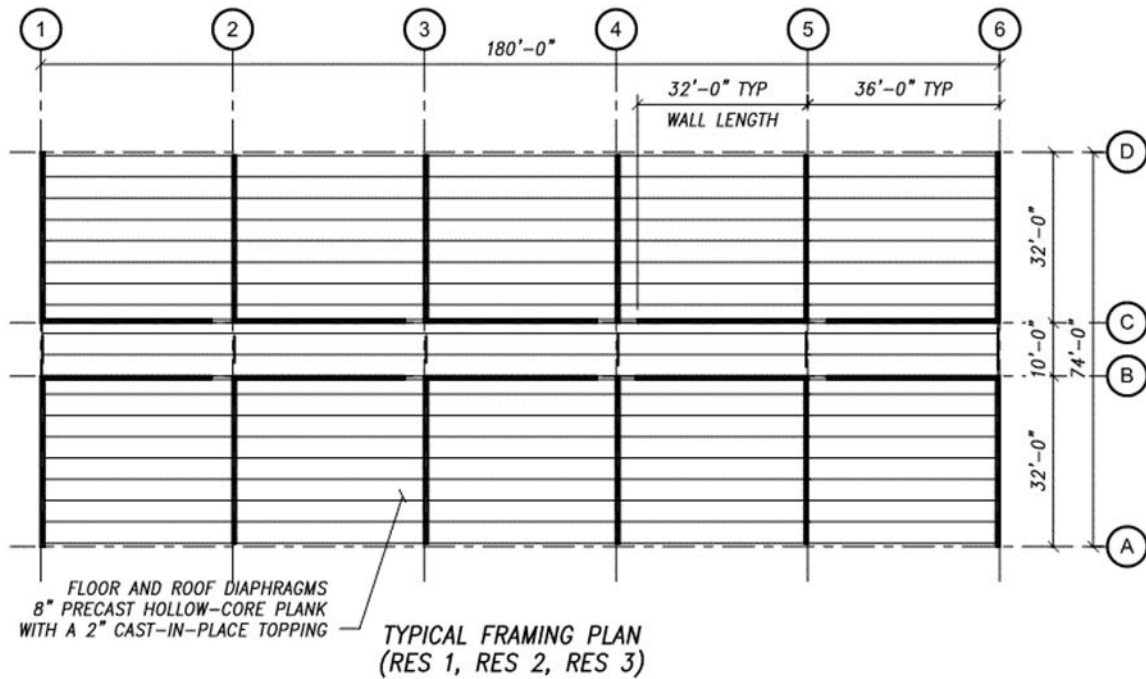 1 2 3 4 5 6
180'-0"
32'-0" TYP 36'-0" TYP
WALL LENGTH
D
32'-0"
C
10'-0"
74'-0"
B
32'-0"
A
FLOOR AND ROOF DIAPHRAGMS
8" PRECAST HOLLOW-CORE PLANK
WITH A 2" CAST-IN-PLACE TOPPING
TYPICAL FRAMING PLAN
(RES 1, RES 2, RES 3)